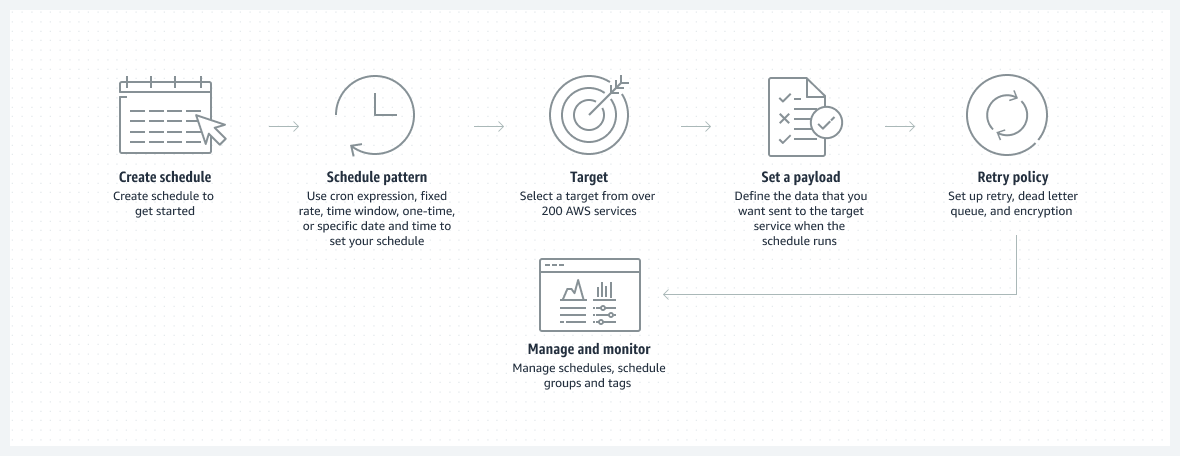 Create schedule
Create schedule to
get started
Schedule pattern
Use cron expression, fixed
rate, time window, one-time,
or specific date and time to
set your schedule
Target
Select a target from over
200 AWS services
Set a payload
Define the data that you
want sent to the target
service when the
schedule runs
Retry policy
Set up retry, dead letter
queue, and encryption
Manage and monitor
Manage schedules, schedule
groups and tags